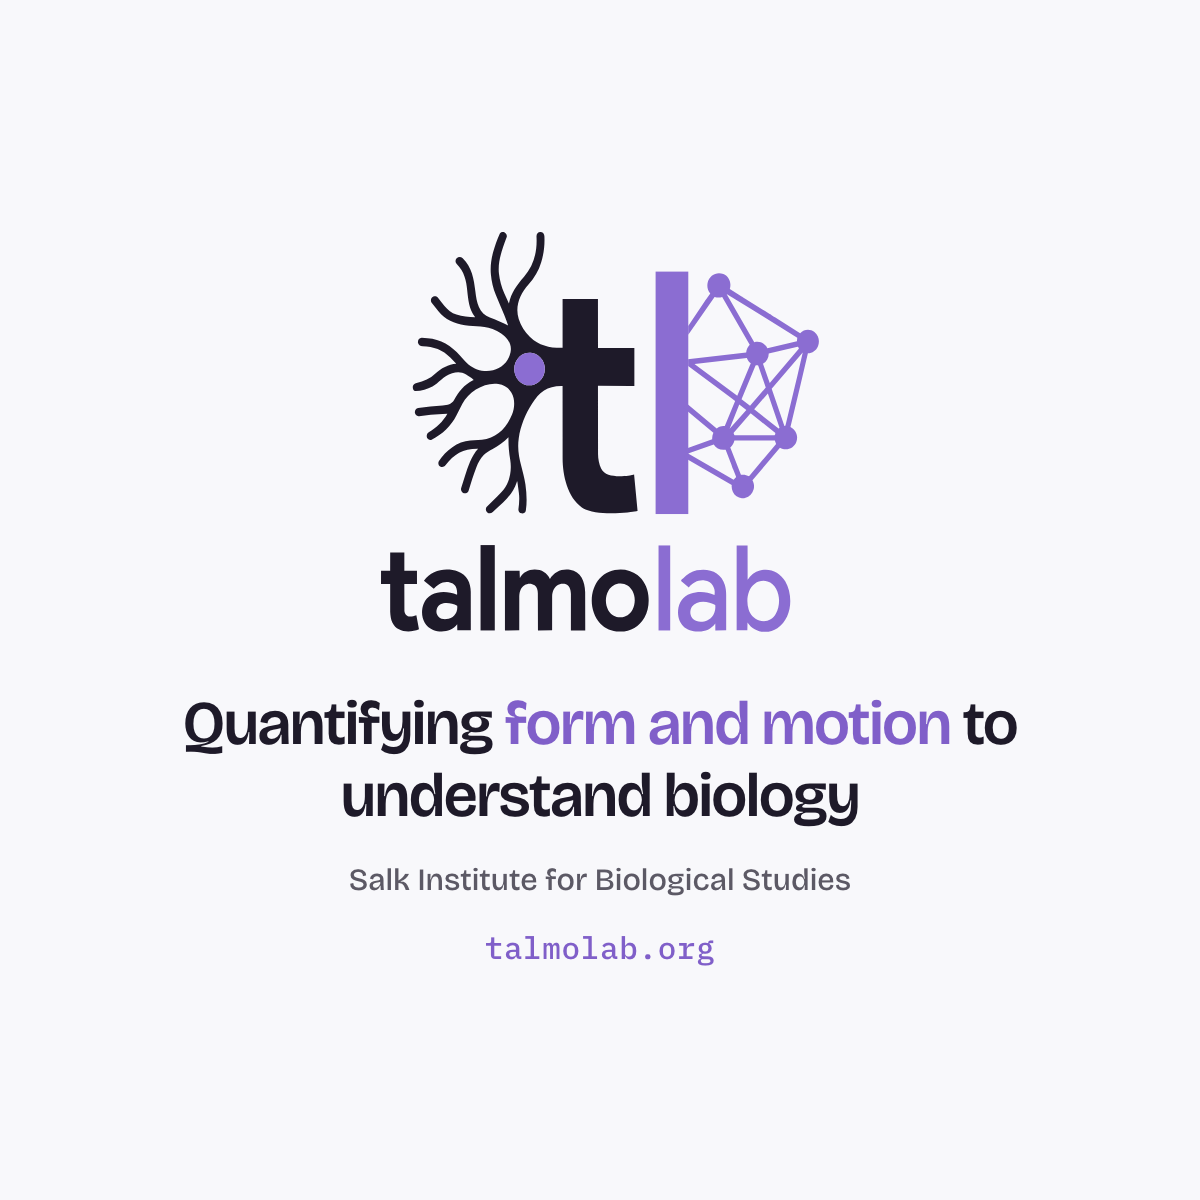 tl
talmolab
Quantifying form and motion to
understand biology
Salk Institute for Biological Studies
talmolab.org